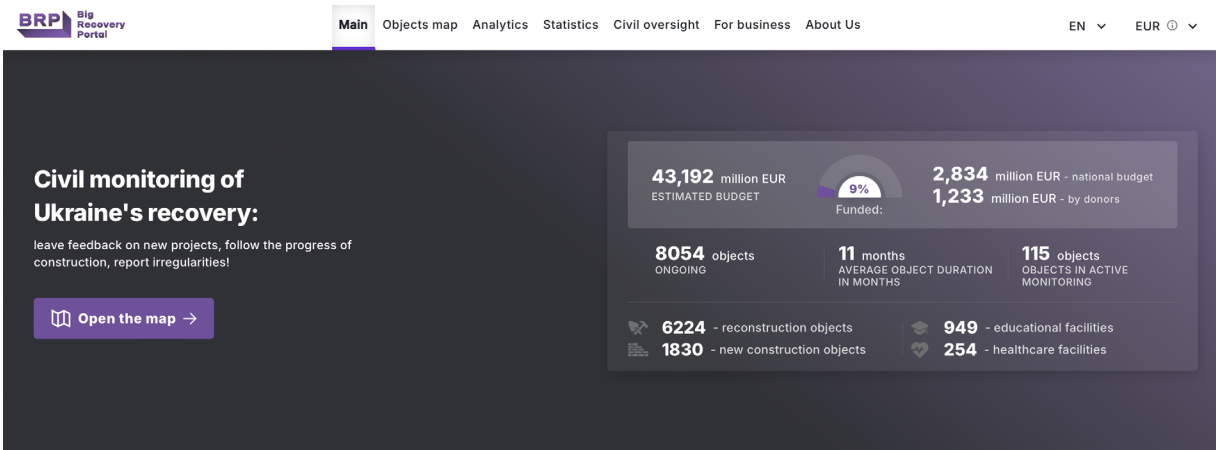 BRP
Big
Recovery
Portal
Main Objects map Analytics Statistics Civil oversight For business About Us
EN EUR
Civil monitoring of
Ukraine's recovery:
leave feedback on new projects, follow the progress of
construction, report irregularities!
Open the map →
43,192 million EUR
ESTIMATED BUDGET
9%
Funded:
2,834 million EUR - national budget
1,233 million EUR - by donors
8054 objects
ONGOING
11 months
AVERAGE OBJECT DURATION
IN MONTHS
115 objects
OBJECTS IN ACTIVE
MONITORING
6224 - reconstruction objects
1830 - new construction objects
949 - educational facilities
254 - healthcare facilities